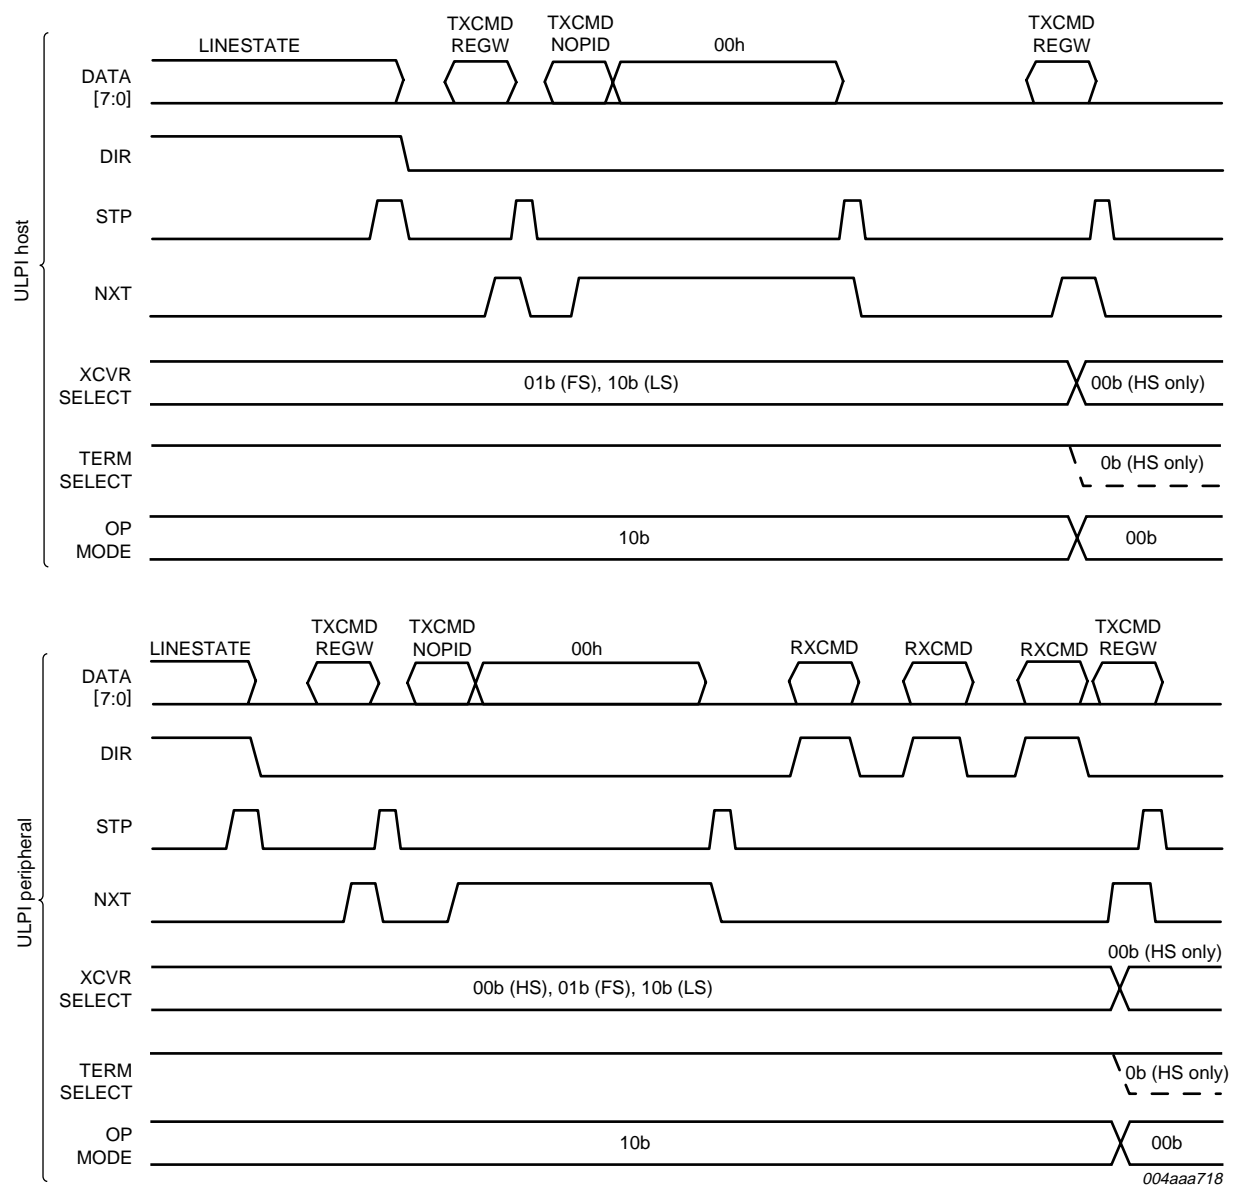 TXCMD TXCMD TXCMD
LINESTATE REGW NOPID 00h REGW
DATA
[7:0]
DIR
STP
ULPI host
NXT
XCVR
SELECT
01b (FS), 10b (LS) 00b (HS only)
TERM
SELECT
0b (HS only)
OP
MODE
10b 00b
TXCMD TXCMD TXCMD
LINESTATE REGW NOPID 00h RXCMD RXCMD RXCMD REGW
DATA
[7:0]
DIR
STP
ULPI peripheral
NXT
00b (HS only)
XCVR
SELECT
00b (HS), 01b (FS), 10b (LS)
TERM
SELECT
0b (HS only)
OP
MODE
10b 00b
004aaa718